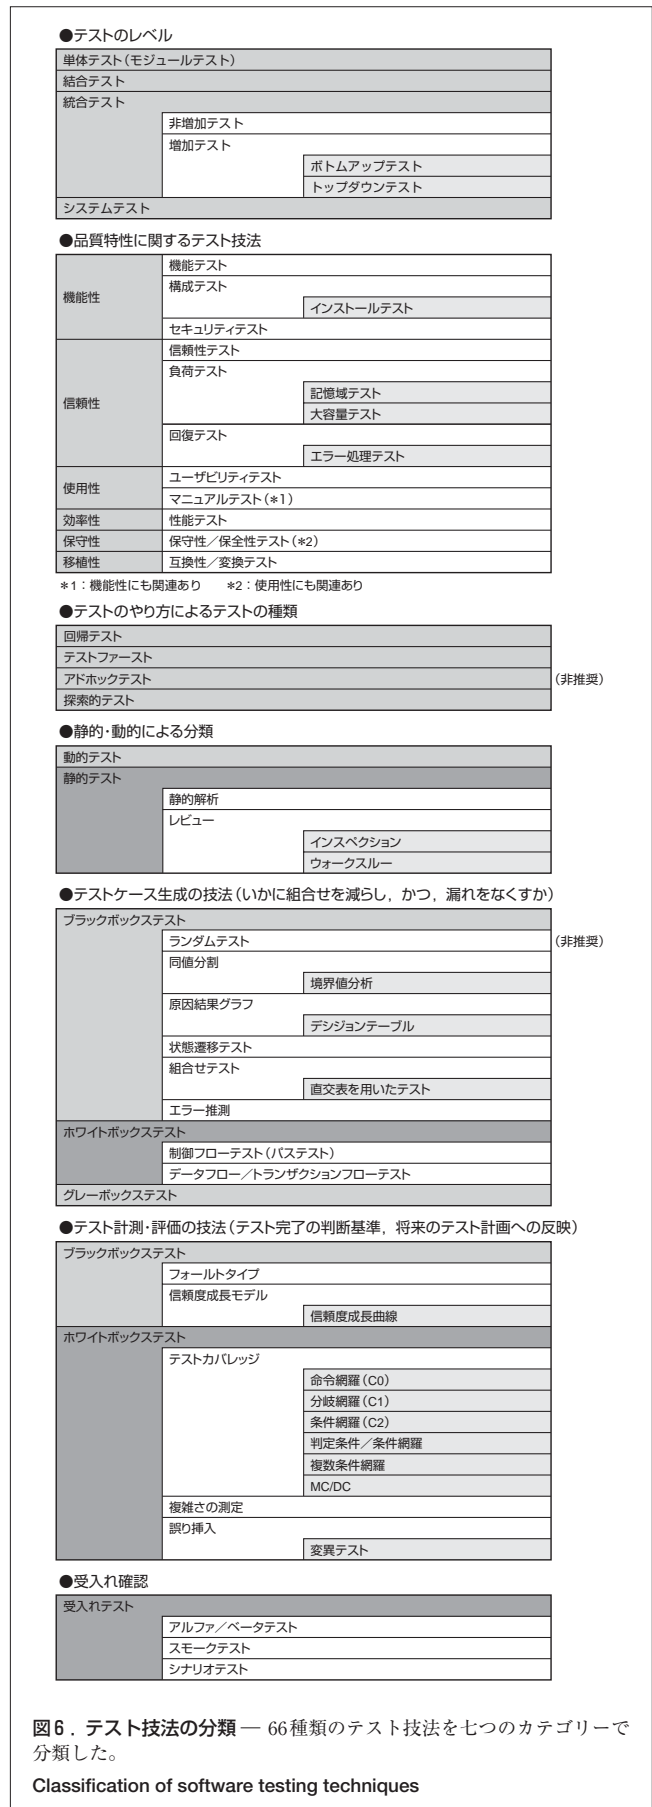 ●テストのレベル
単体テスト(モジュールテスト)
結合テスト
統合テスト
非増加テスト
増加テスト
ボトムアップテスト
トップダウンテスト
システムテスト
●品質特性に関するテスト技法
機能性
機能テスト
構成テスト
インストールテスト
セキュリティテスト
信頼性
信頼性テスト
負荷テスト
記憶域テスト
大容量テスト
回復テスト
エラー処理テスト
使用性
ユーザビリティテスト
マニュアルテスト(*1)
効率性 性能テスト
保守性 保守性/保全性テスト(*2)
移植性 互換性/変換テスト
*1:機能性にも関連あり *2:使用性にも関連あり
●テストのやり方によるテストの種類
回帰テスト
テストファースト
アドホックテスト (非推奨)
探索的テスト
●静的・動的による分類
動的テスト
静的テスト
静的解析
レビュー
インスペクション
ウォークスルー
●テストケース生成の技法(いかに組合せを減らし,かつ,漏れをなくすか)
ブラックボックステスト
ランダムテスト (非推奨)
同値分割
境界値分析
原因結果グラフ
デシジョンテーブル
状態遷移テスト
組合せテスト
直交表を用いたテスト
エラー推測
ホワイトボックステスト
制御フローテスト(パステスト)
データフロー/トランザクションフローテスト
グレーボックステスト
●テスト計測・評価の技法(テスト完了の判断基準,将来のテスト計画への反映)
ブラックボックステスト
フォールトタイプ
信頼度成長モデル
信頼度成長曲線
ホワイトボックステスト
テストカバレッジ
命令網羅(C0)
分岐網羅(C1)
条件網羅(C2)
判定条件/条件網羅
複数条件網羅
MC/DC
複雑さの測定
誤り挿入
変異テスト
●受入れ確認
受入れテスト
アルファ/ベータテスト
スモークテスト
シナリオテスト
図6.テスト技法の分類 — 66種類のテスト技法を七つのカテゴリーで
分類した。
Classification of software testing techniques